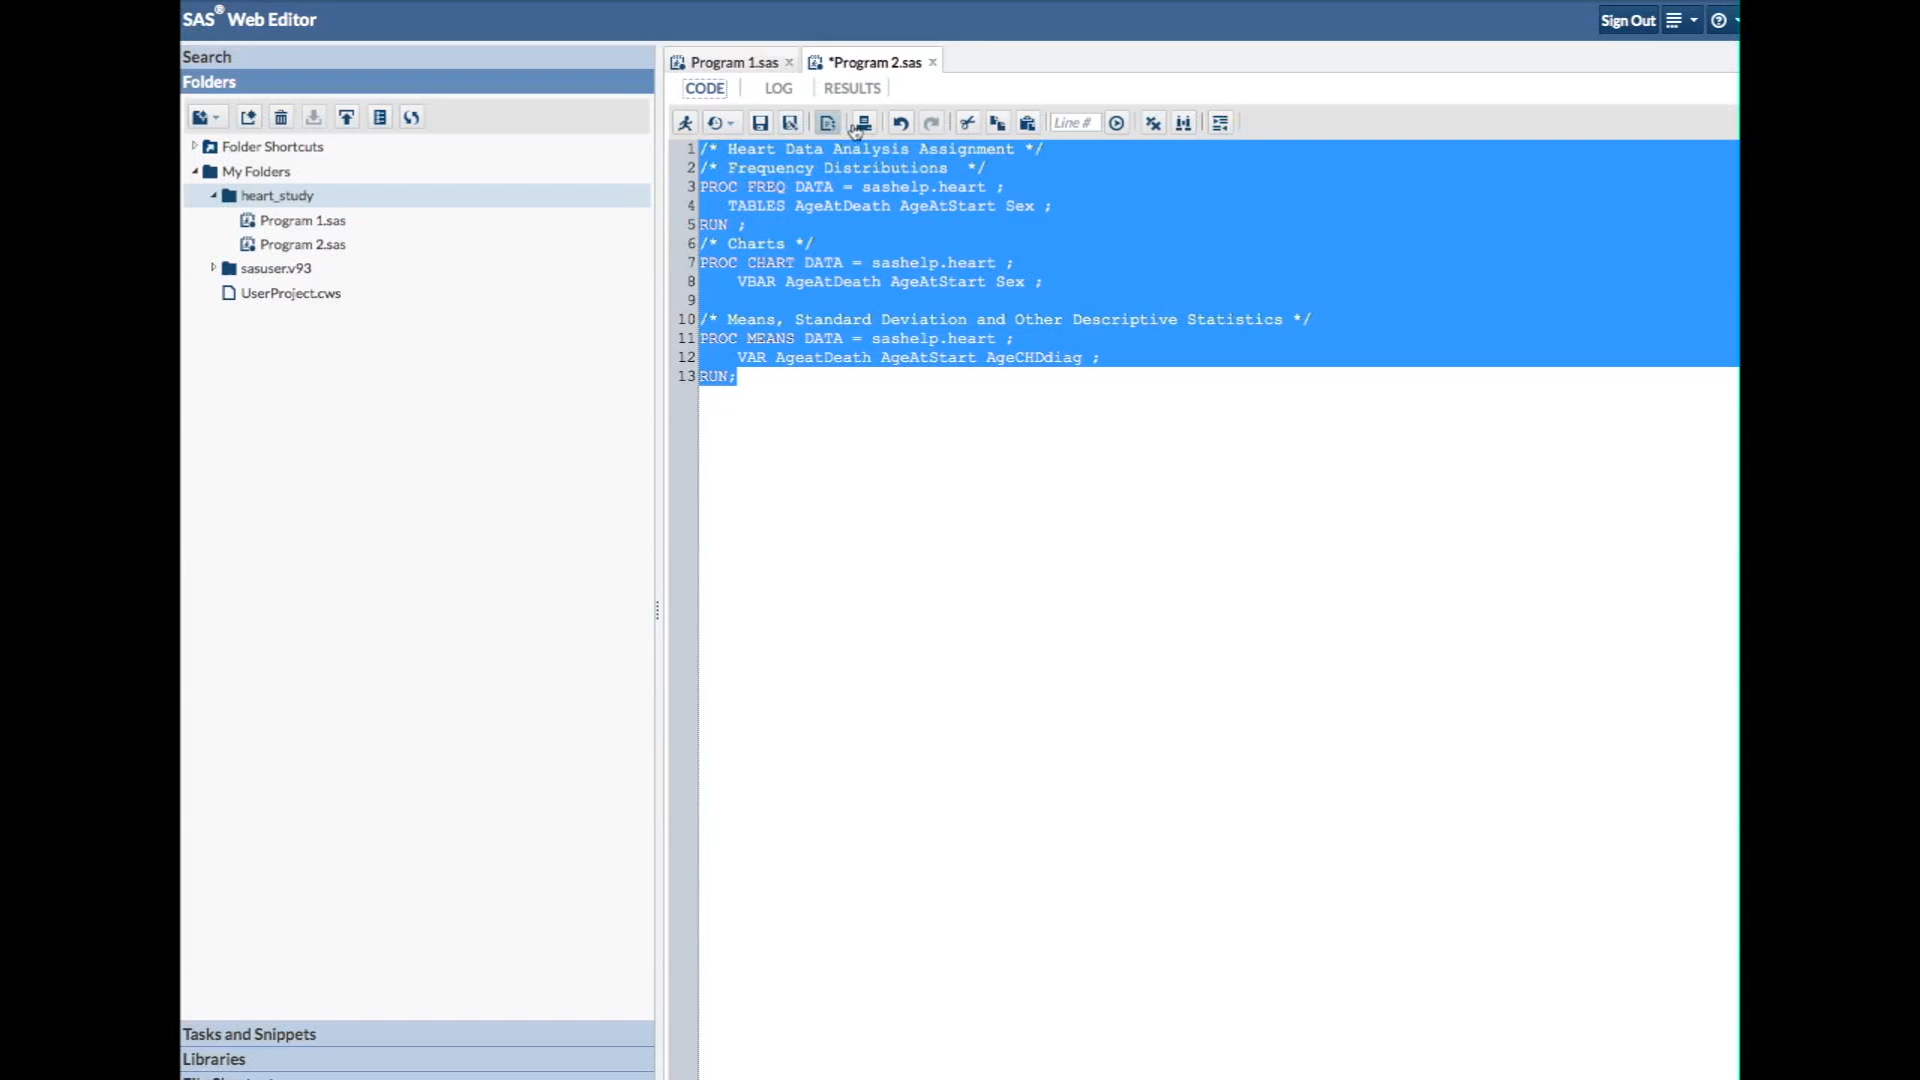 SAS® Web Editor
Sign Out
Search
Folders
Folder Shortcuts
My Folders
heart_study
Program 1.sas
Program 2.sas
sasuser.v93
UserProject.cws
Tasks and Snippets
Libraries
Program 1.sas
*Program 2.sas
CODE
LOG
RESULTS
Line #
1 /* Heart Data Analysis Assignment */
2 /* Frequency Distributions  */
3 PROC FREQ DATA = sashelp.heart ;
4    TABLES AgeAtDeath AgeAtStart Sex ;
5 RUN ;
6 /* Charts */
7 PROC CHART DATA = sashelp.heart ;
8     VBAR AgeAtDeath AgeAtStart Sex ;
9
10 /* Means, Standard Deviation and Other Descriptive Statistics */
11 PROC MEANS DATA = sashelp.heart ;
12     VAR AgeatDeath AgeAtStart AgeCHDdiag ;
13 RUN;